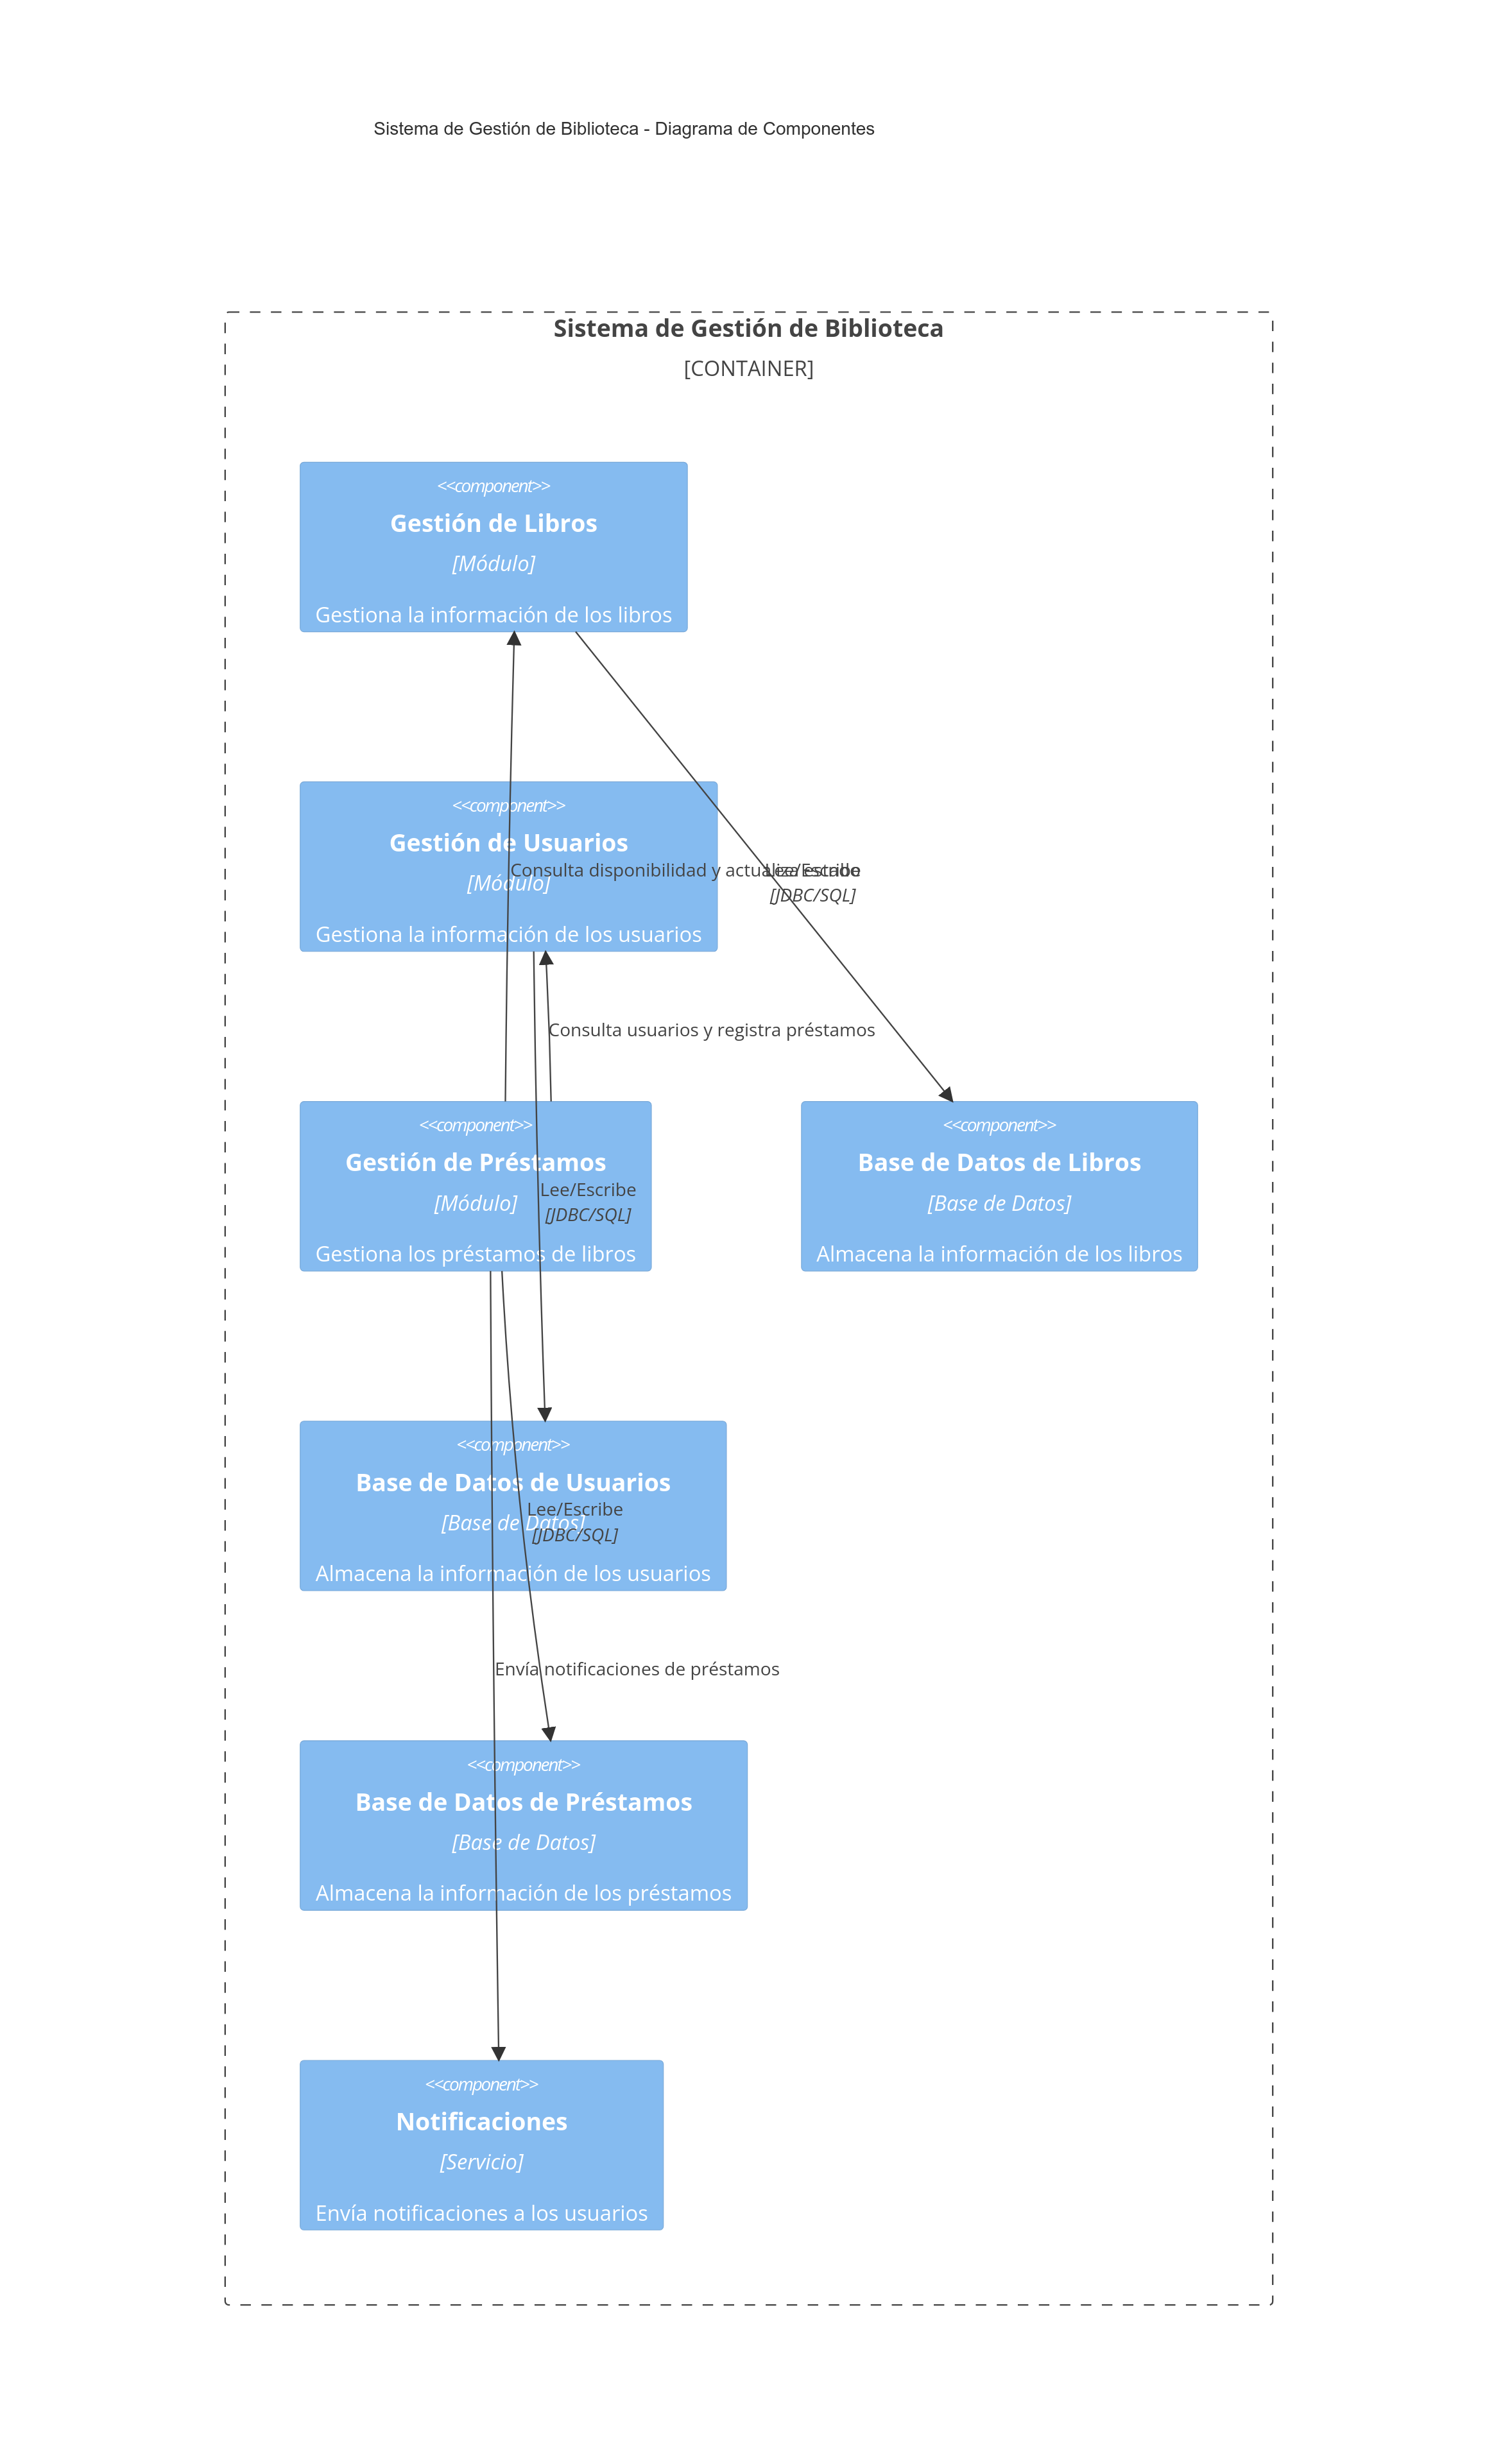 Sistema de Gestión de Biblioteca - Diagrama de Componentes
Sistema de Gestión de Biblioteca
[CONTAINER]
<<component>>
Gestión de Libros
[Módulo]
Gestiona la información de los libros
<<component>>
Gestión de Usuarios
[Módulo]
Gestiona la información de los usuarios
Consulta disponibilidad y actualiza estado
Lee/Escribe
[JDBC/SQL]
Consulta usuarios y registra préstamos
<<component>>
Gestión de Préstamos
[Módulo]
Gestiona los préstamos de libros
Lee/Escribe
[JDBC/SQL]
<<component>>
Base de Datos de Libros
[Base de Datos]
Almacena la información de los libros
<<component>>
Base de Datos de Usuarios
[Base de Datos]
Almacena la información de los usuarios
Lee/Escribe
[JDBC/SQL]
Envía notificaciones de préstamos
<<component>>
Base de Datos de Préstamos
[Base de Datos]
Almacena la información de los préstamos
<<component>>
Notificaciones
[Servicio]
Envía notificaciones a los usuarios